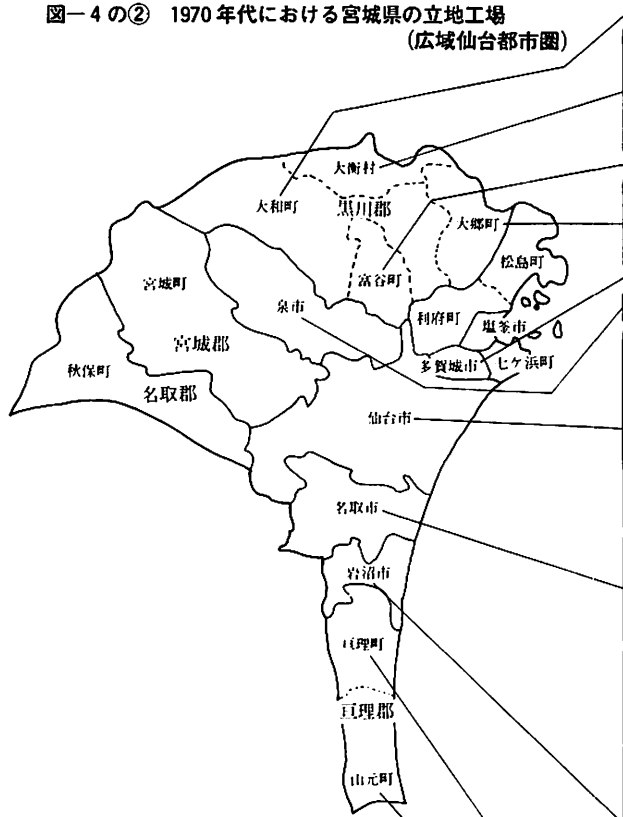 図－4の② 1970年代における宮城県の立地工場
(広域仙台都市圏)
大衡村
大和町
黒川郡
大郷町
松島町
富谷町
宮城町
泉市
利府町
塩釜市
宮城郡
多賀城市
七ケ浜町
秋保町
名取郡
仙台市
名取市
岩沼市
亘理町
亘理郡
山元町